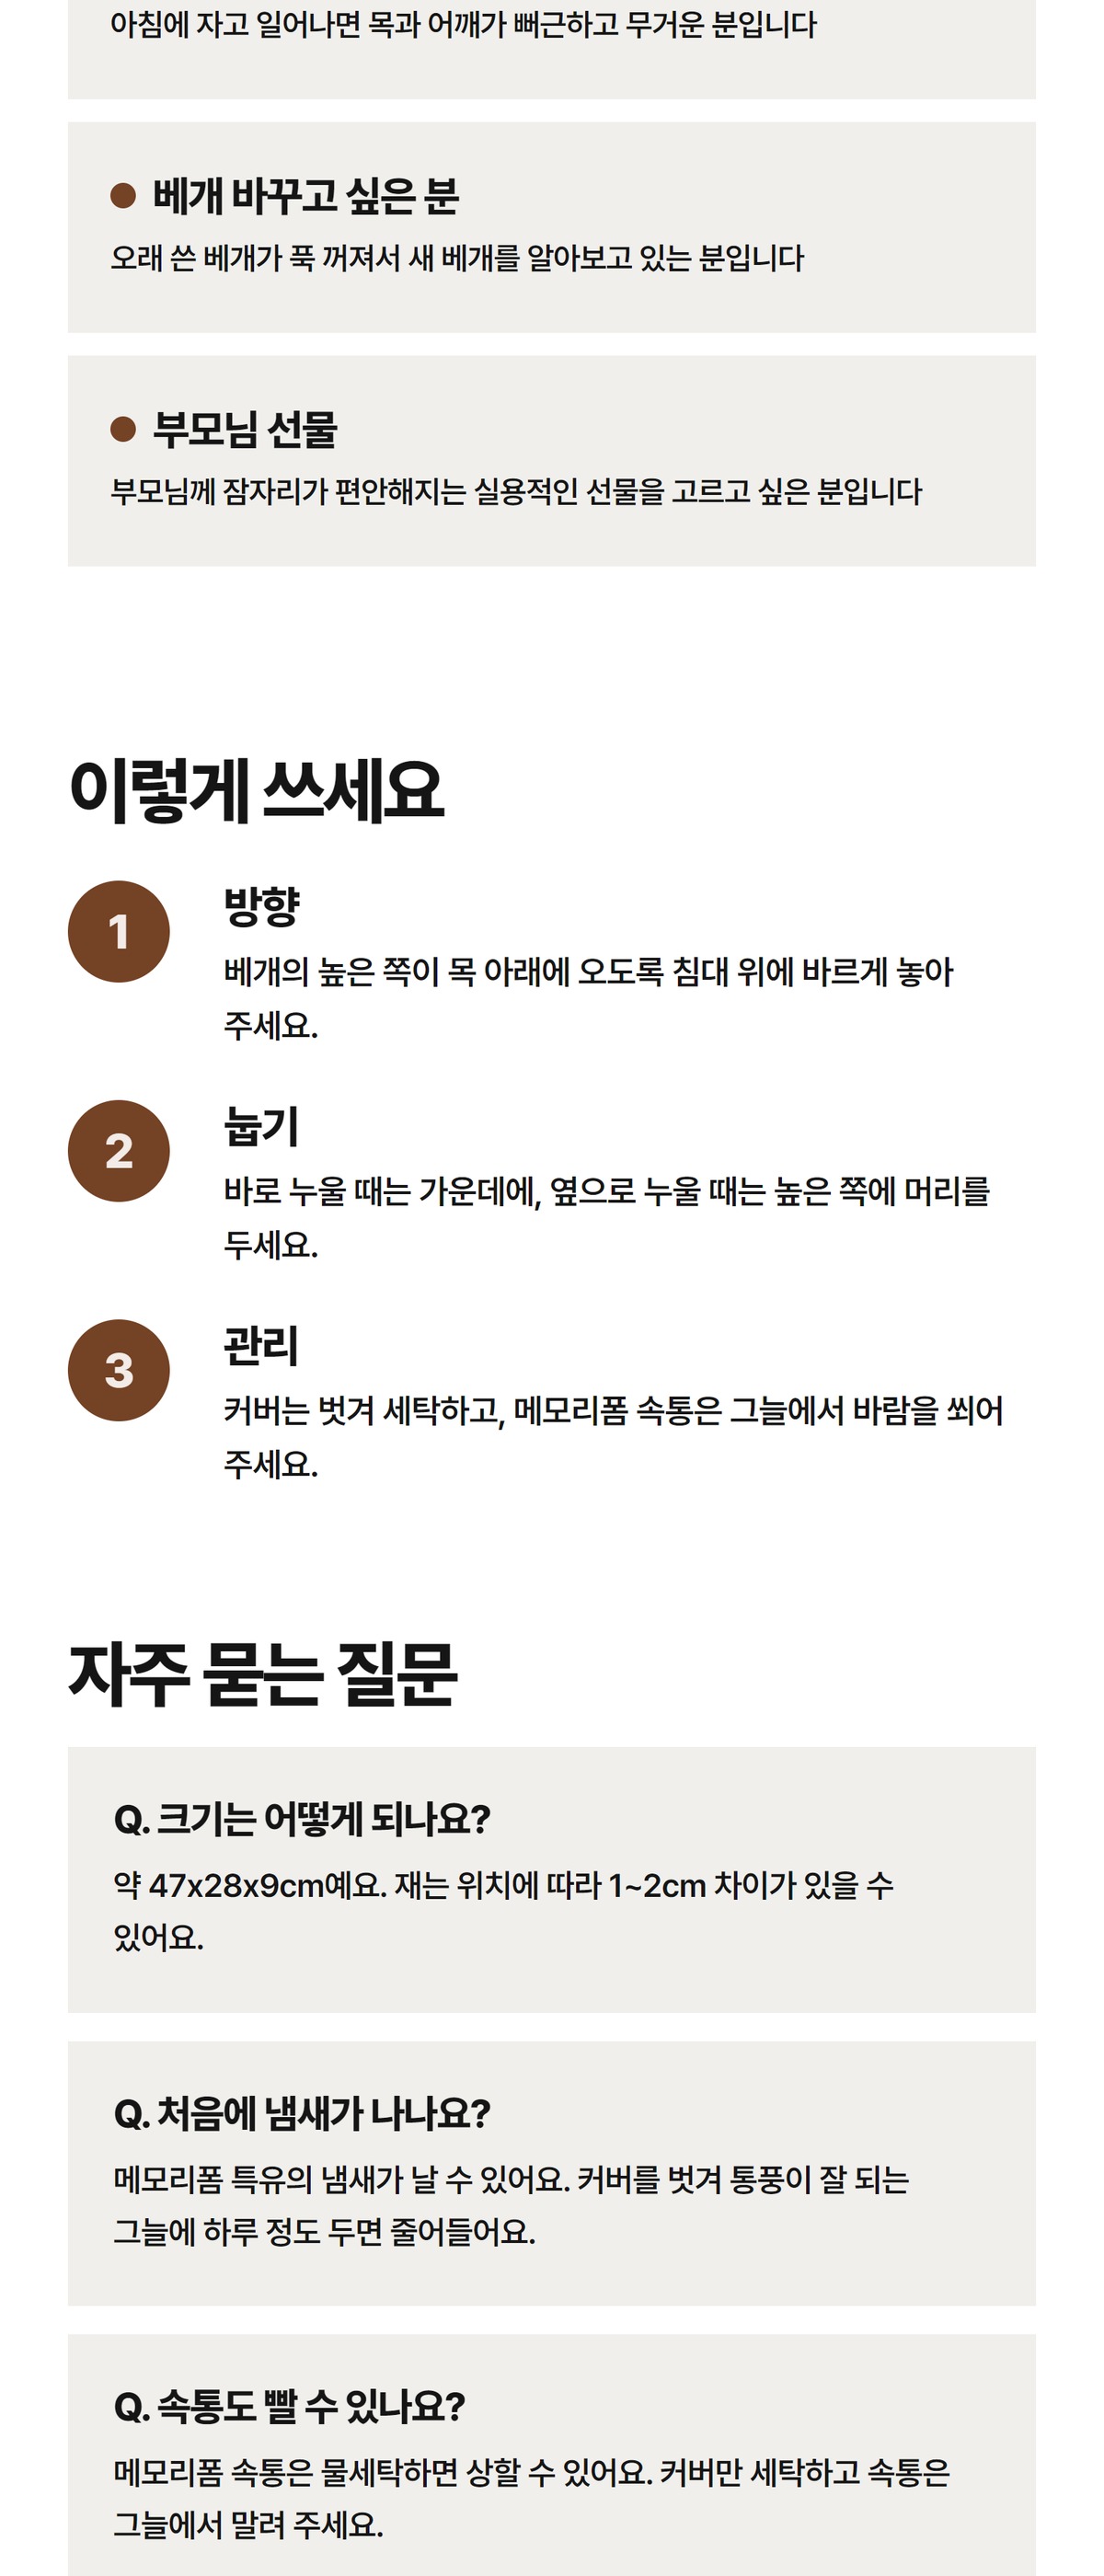 아침에 자고 일어나면 목과 어깨가 뻐근하고 무거운 분입니다
베개 바꾸고 싶은 분
오래 쓴 베개가 푹 꺼져서 새 베개를 알아보고 있는 분입니다
부모님 선물
부모님께 잠자리가 편안해지는 실용적인 선물을 고르고 싶은 분입니다
이렇게 쓰세요
1
방향
베개의 높은 쪽이 목 아래에 오도록 침대 위에 바르게 놓아
주세요.
2
눕기
바로 누울 때는 가운데에, 옆으로 누울 때는 높은 쪽에 머리를
두세요.
3
관리
커버는 벗겨 세탁하고, 메모리폼 속통은 그늘에서 바람을 쐬어
주세요.
자주 묻는 질문
Q. 크기는 어떻게 되나요?
약 47x28x9cm예요. 재는 위치에 따라 1~2cm 차이가 있을 수
있어요.
Q. 처음에 냄새가 나나요?
메모리폼 특유의 냄새가 날 수 있어요. 커버를 벗겨 통풍이 잘 되는
그늘에 하루 정도 두면 줄어들어요.
Q. 속통도 빨 수 있나요?
메모리폼 속통은 물세탁하면 상할 수 있어요. 커버만 세탁하고 속통은
그늘에서 말려 주세요.